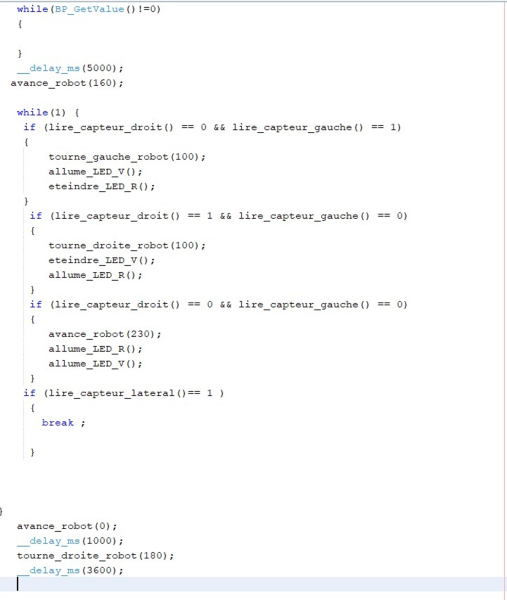 while(BP_GetValue()!=0)
{
}
__delay_ms(5000);
avance_robot(160);
while(1) {
if (lire_capteur_droit() == 0 && lire_capteur_gauche() == 1)
{
tourne_gauche_robot(100);
allume_LED_V();
eteindre_LED_R();
}
if (lire_capteur_droit() == 1 && lire_capteur_gauche() == 0)
{
tourne_droite_robot(100);
eteindre_LED_V();
allume_LED_R();
}
if (lire_capteur_droit() == 0 && lire_capteur_gauche() == 0)
{
avance_robot(230);
allume_LED_R();
allume_LED_V();
}
if (lire_capteur_lateral()== 1 )
{
break ;
}
}
avance_robot(0);
__delay_ms(1000);
tourne_droite_robot(180);
__delay_ms(3600);